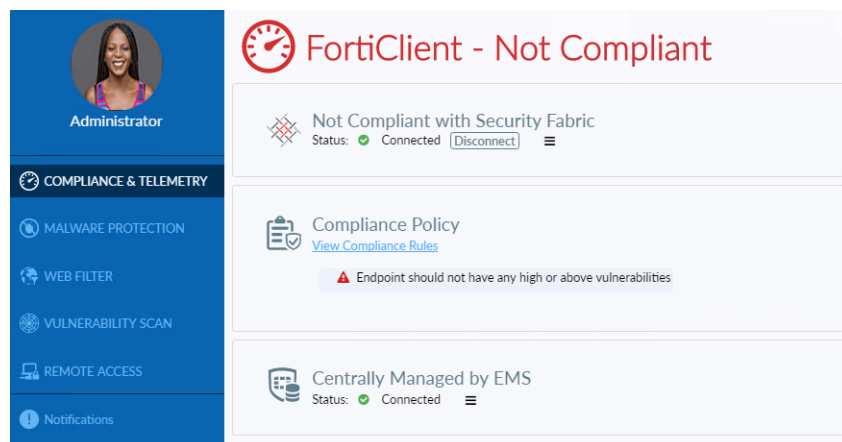 FortiClient - Not Compliant
Administrator
COMPLIANCE & TELEMETRY
MALWARE PROTECTION
WEB FILTER
VULNERABILITY SCAN
REMOTE ACCESS
Notifications
Not Compliant with Security Fabric
Status: Connected Disconnect
Compliance Policy
View Compliance Rules
Endpoint should not have any high or above vulnerabilities
Centrally Managed by EMS
Status: Connected